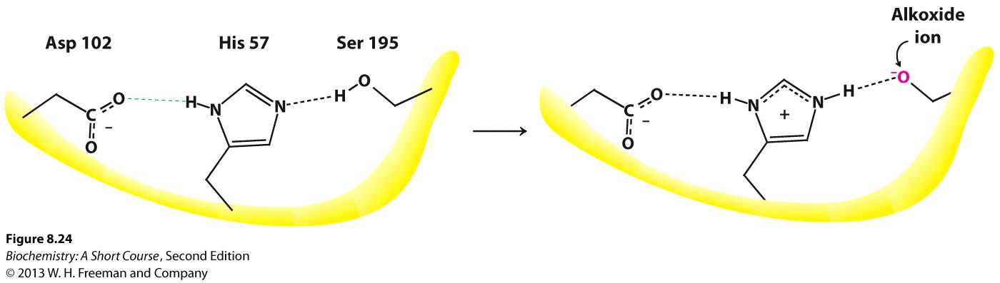 Asp 102
His 57
Ser 195
Alkoxide
ion
C
O
O
–
H
N
N
H
O
C
O
O
–
H
N
+
N
H
–O
Figure 8.24
Biochemistry: A Short Course, Second Edition
© 2013 W. H. Freeman and Company